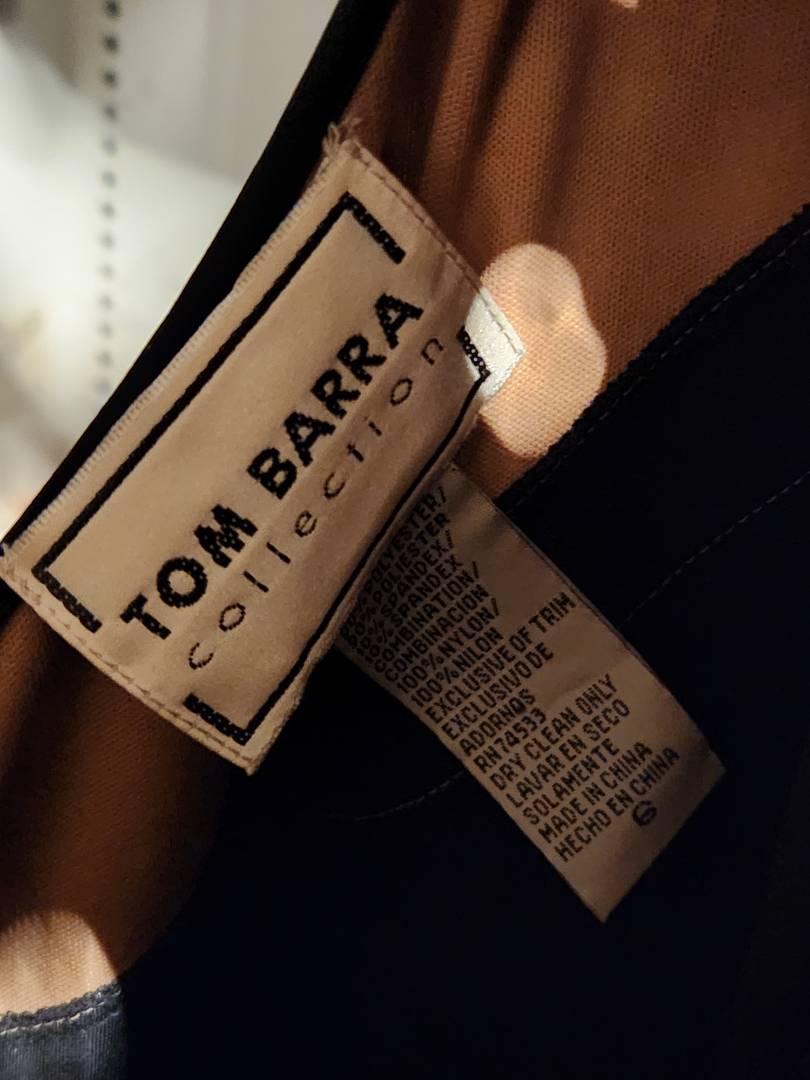 TOM BARRA
collection
POLIESTER
SPANDEX/
SPANDEX
COMBINATION/
COMBINACION
100% NYLON/
100% NILON
EXCLUSIVE OF TRIM
EXCLUSIVO DE
ADORNOS
RN74533
DRY CLEAN ONLY
LAVAR EN SECO
SOLAMENTE
MADE IN CHINA
HECHO EN CHINA
6